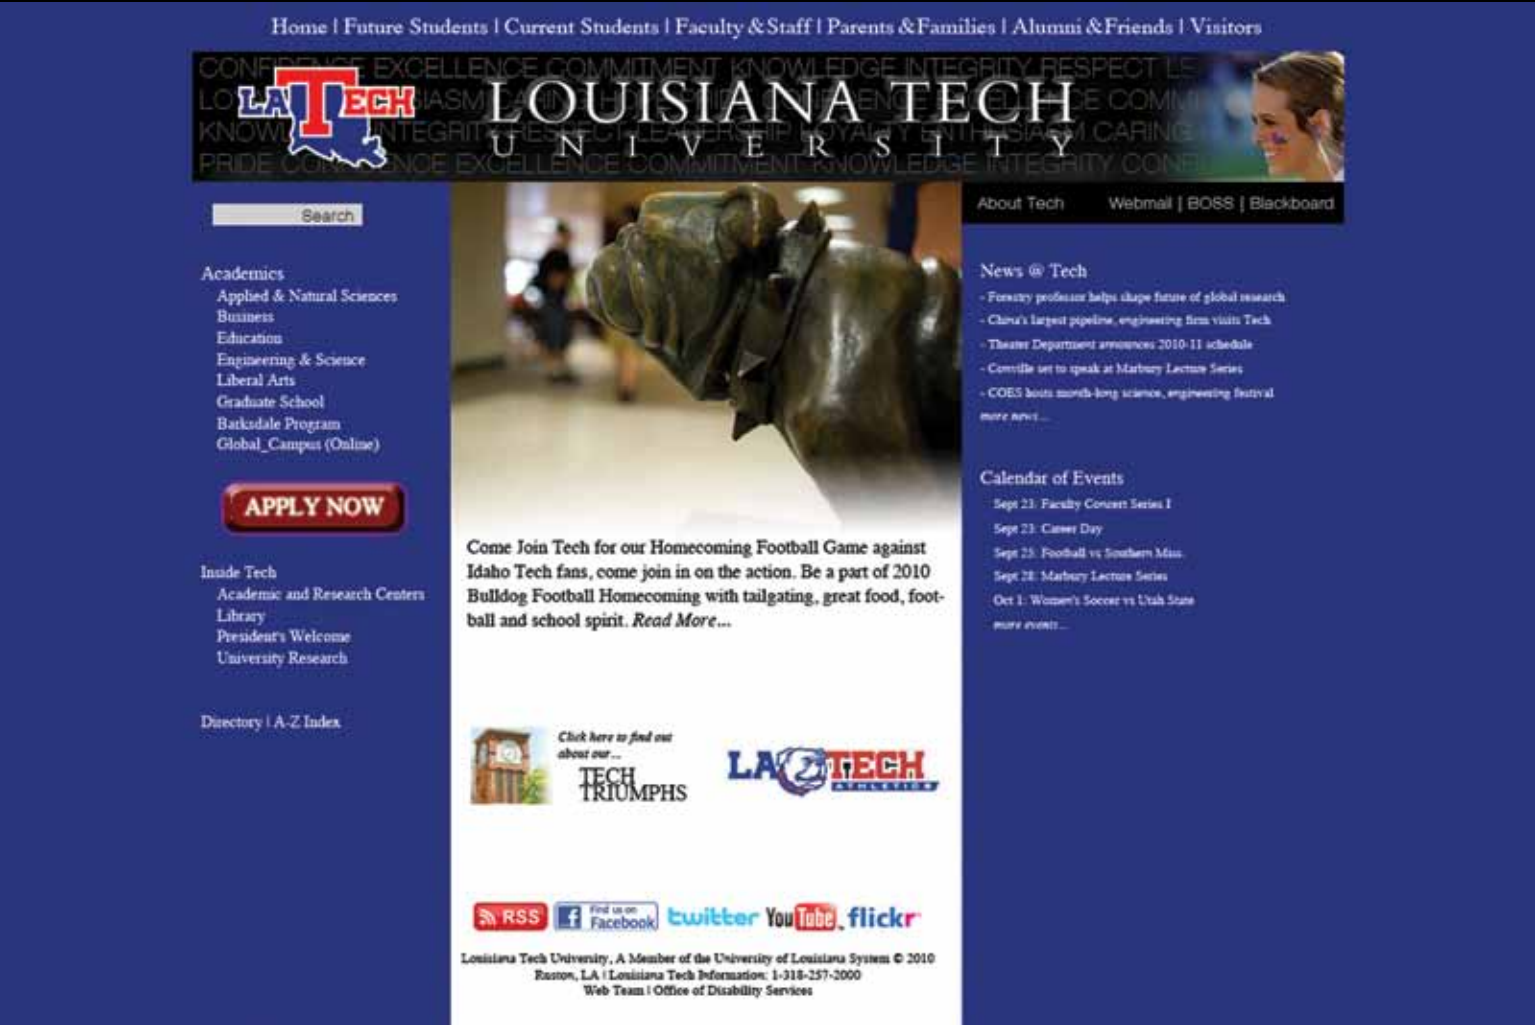 Home | Future Students | Current Students | Faculty & Staff | Parents & Families | Alumni & Friends | Visitors
LA TECH
LOUISIANA TECH
UNIVERSITY
About Tech
Webmail | BOSS | Blackboard
Search
Academics
Applied & Natural Sciences
Business
Education
Engineering & Science
Liberal Arts
Graduate School
Barksdale Program
Global_Campus (Online)
APPLY NOW
Inside Tech
Academic and Research Centers
Library
President's Welcome
University Research
Directory | A-Z Index
Come Join Tech for our Homecoming Football Game against
Idaho Tech fans, come join in on the action. Be a part of 2010
Bulldog Football Homecoming with tailgating, great food, foot-
ball and school spirit. Read More...
Click here to find out
about our...
TECH
TRIUMPHS
LA TECH
ATHLETICS
RSS
Find us on
Facebook
twitter
YouTube
flickr
Louisiana Tech University, A Member of the University of Louisiana System © 2010
Ruston, LA | Louisiana Tech Information: 1-318-257-2000
Web Team | Office of Disability Services
News @ Tech
- Forestry professor helps shape future of global research
- China's largest pipeline, engineering firm visits Tech
- Theater Department announces 2010-11 schedule
- Conville set to speak at Marbury Lecture Series
- COES hosts month-long science, engineering festival
more news...
Calendar of Events
Sept 23: Faculty Concert Series I
Sept 23: Career Day
Sept 25: Football vs Southern Miss.
Sept 28: Marbury Lecture Series
Oct 1: Women's Soccer vs Utah State
more events...